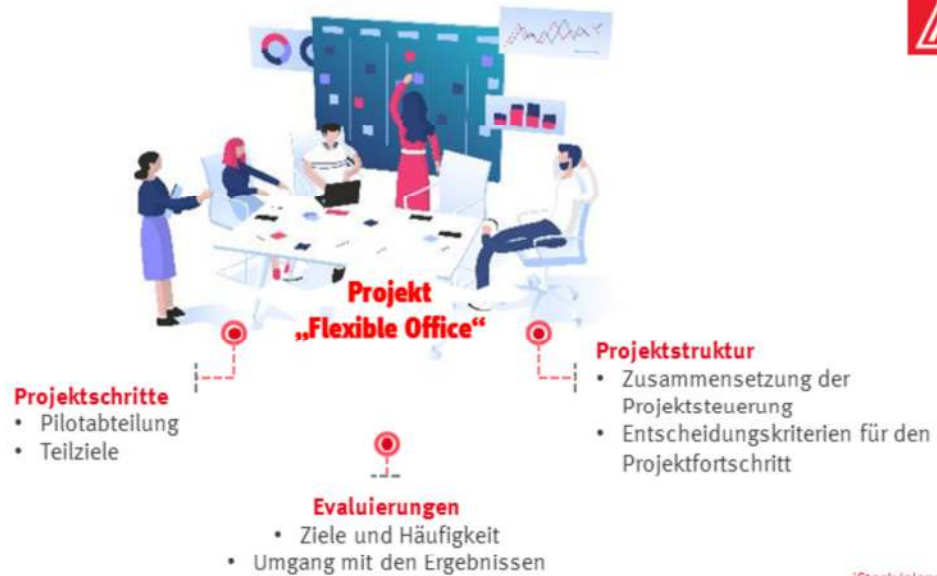 Projekt
„Flexible Office“
Projektschritte
• Pilotabteilung
• Teilziele
Projektstruktur
• Zusammensetzung der
Projektsteuerung
• Entscheidungskriterien für den
Projektfortschritt
Evaluierungen
• Ziele und Häufigkeit
• Umgang mit den Ergebnissen